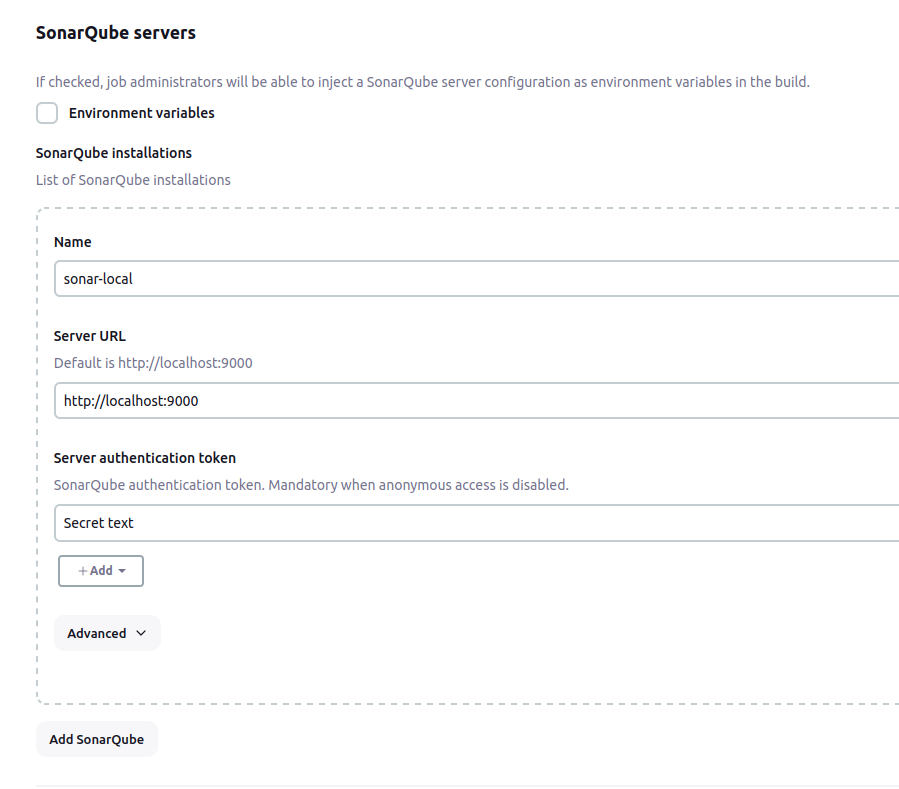 SonarQube servers
If checked, job administrators will be able to inject a SonarQube server configuration as environment variables in the build.
Environment variables
SonarQube installations
List of SonarQube installations
Name
sonar-local
Server URL
Default is http://localhost:9000
http://localhost:9000
Server authentication token
SonarQube authentication token. Mandatory when anonymous access is disabled.
Secret text
+ Add
Advanced
Add SonarQube